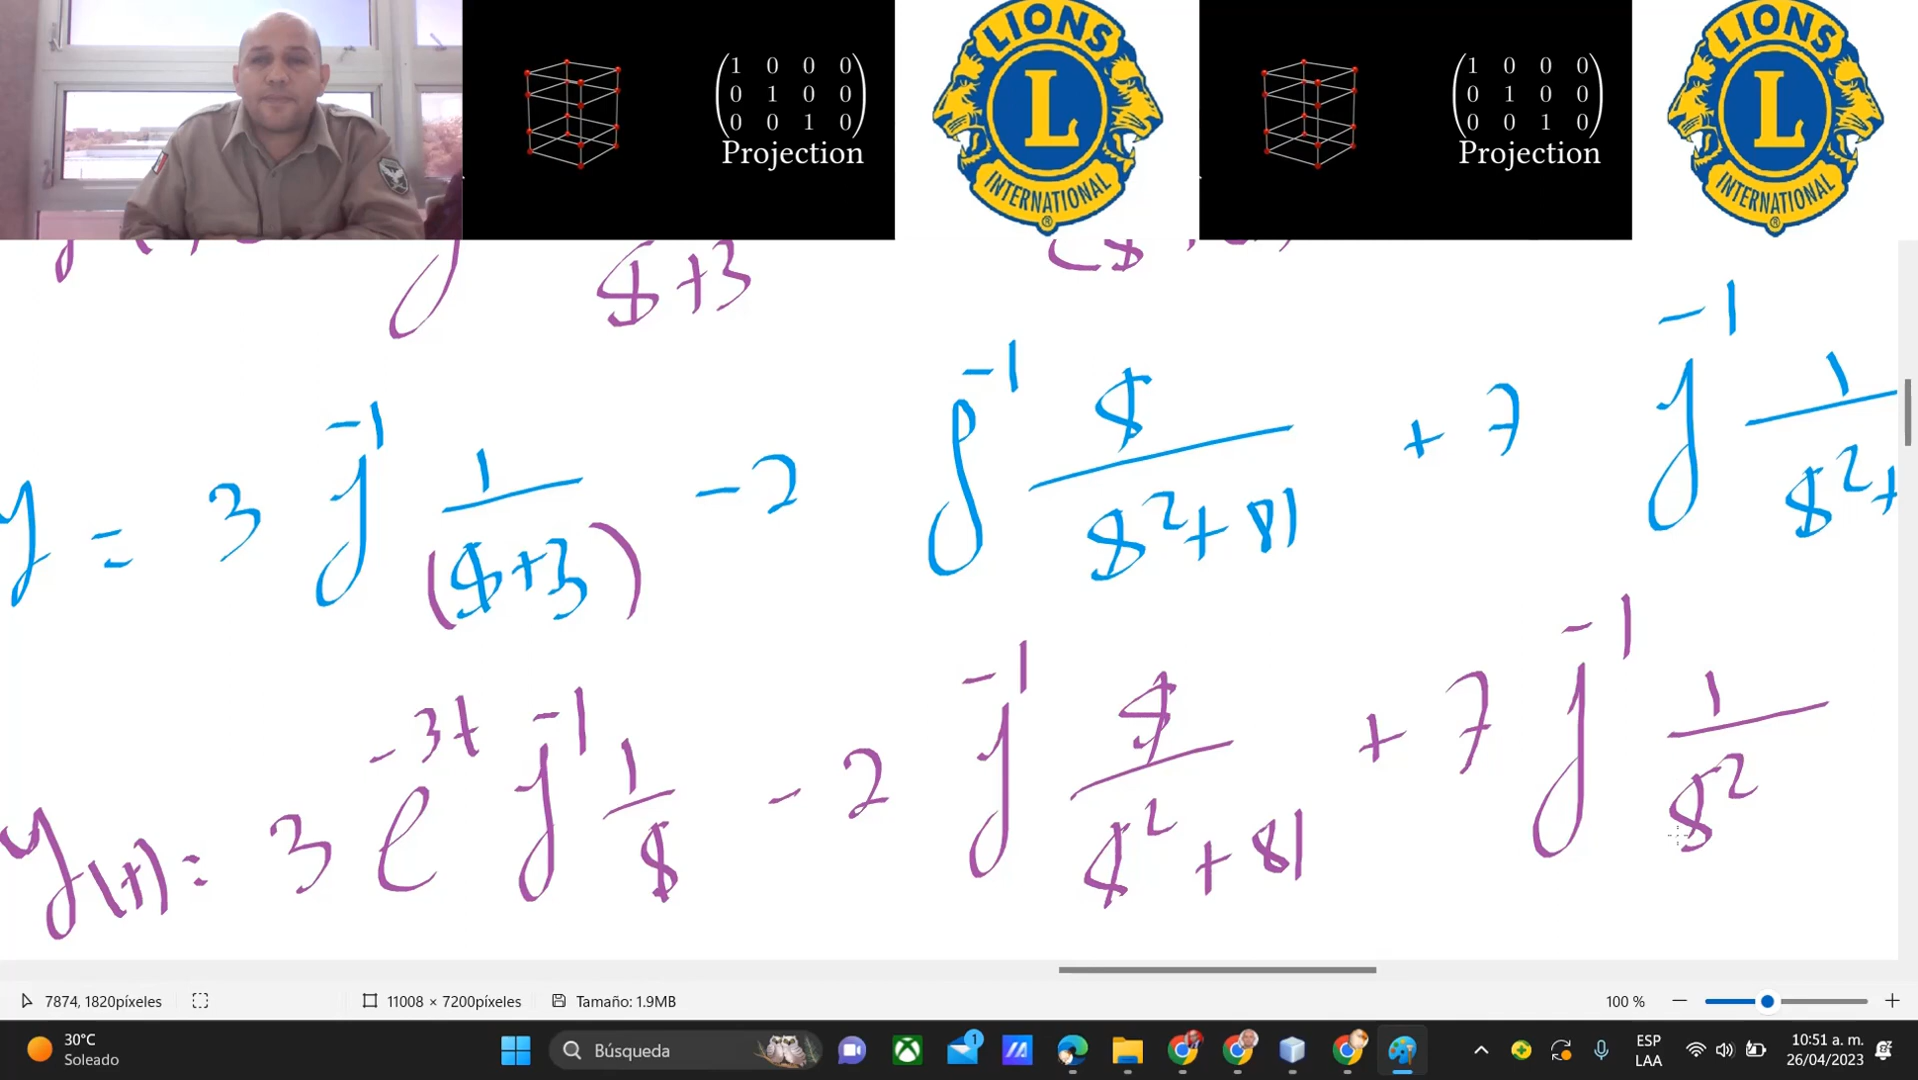 1 0 0 0
0 1 0 0
0 0 1 0
Projection
LIONS
L
INTERNATIONAL
®
1 0 0 0
0 1 0 0
0 0 1 0
Projection
LIONS
L
INTERNATIONAL
®
s+3
y = 3 ℒ⁻¹ 1/(s+3) -2 ℒ⁻¹ s/(s²+81) + 7 ℒ⁻¹ 1/(s²+
y(t) = 3 e^(-3t) ℒ⁻¹ 1/s - 2 ℒ⁻¹ s/(s²+81) + 7 ℒ⁻¹ 1/s²
7874, 1820píxeles
11008 × 7200píxeles
Tamaño: 1.9MB
100 %
30°C
Soleado
Búsqueda
1
ESP
LAA
10:51 a. m.
26/04/2023